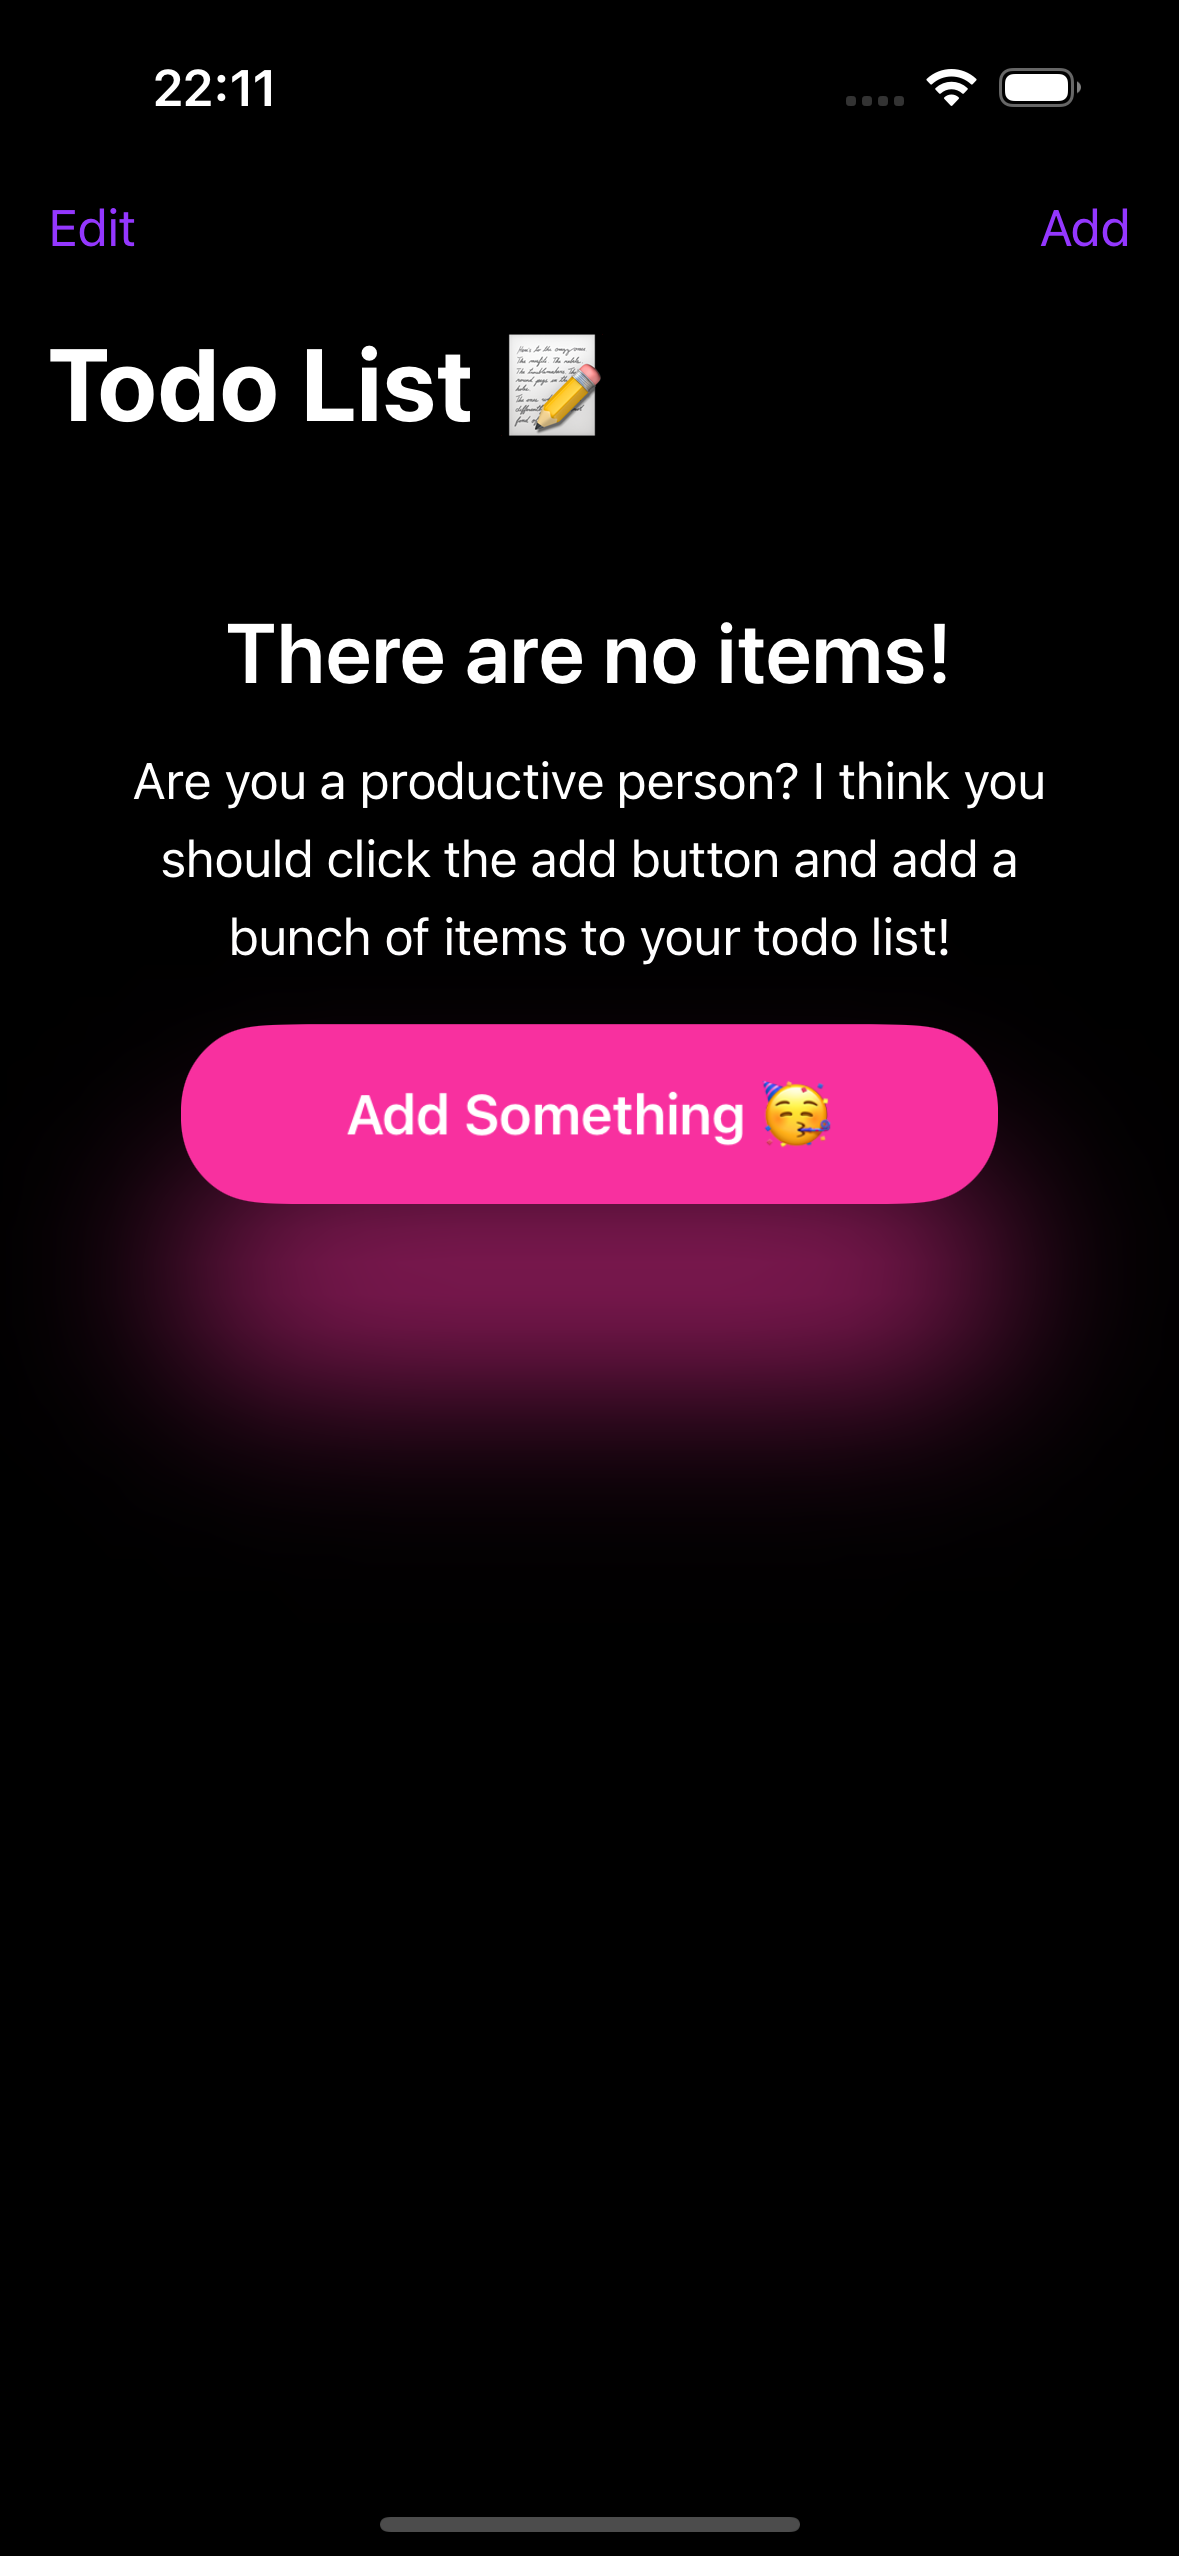 22:11
Edit
Add
Todo List 📝
There are no items!
Are you a productive person? I think you
should click the add button and add a
bunch of items to your todo list!
Add Something 🥳